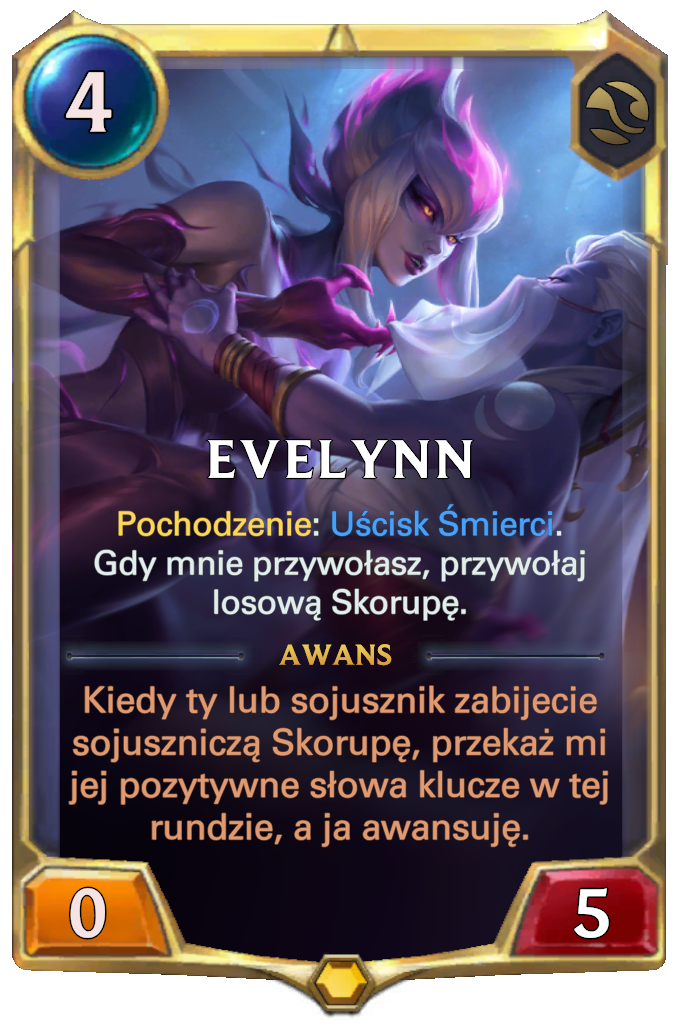 4
EVELYNN
Pochodzenie: Uścisk Śmierci.
Gdy mnie przywołasz, przywołaj
losową Skorupę.
AWANS
Kiedy ty lub sojusznik zabijecie
sojuszniczą Skorupę, przekaż mi
jej pozytywne słowa klucze w tej
rundzie, a ja awansuję.
0
5